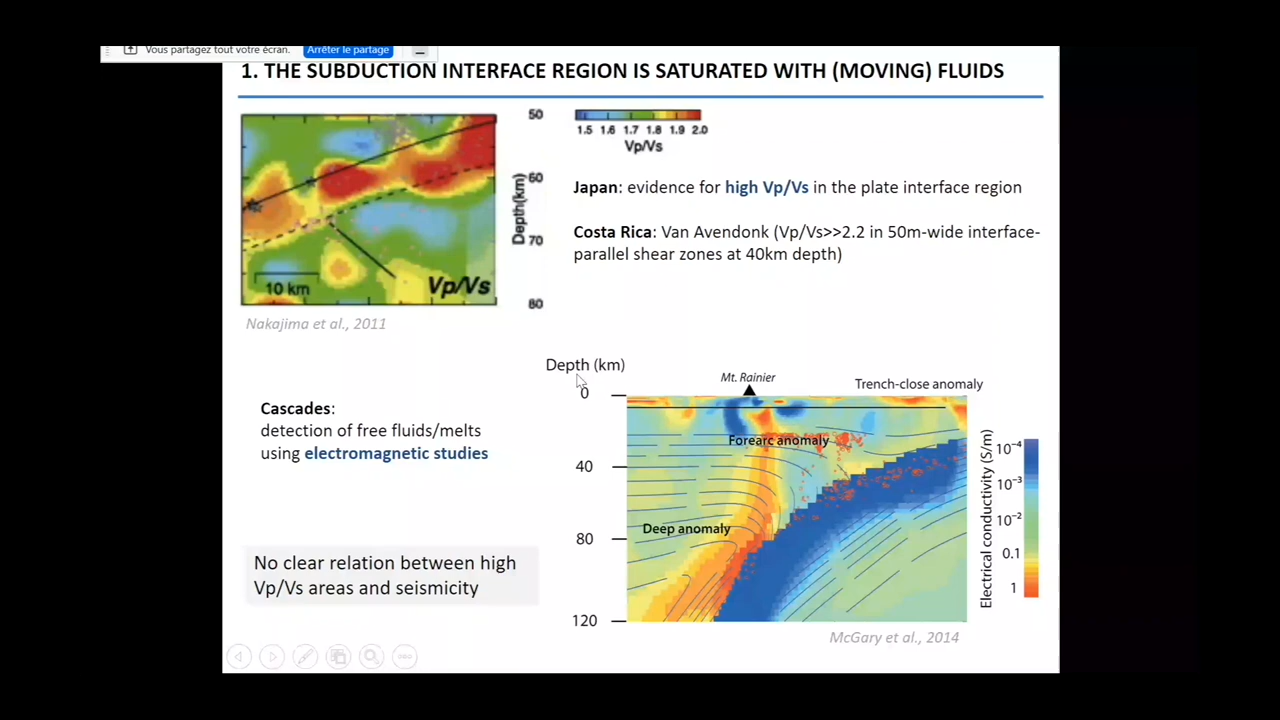 Vous partagez tout votre écran. Arrêter le partage
1. THE SUBDUCTION INTERFACE REGION IS SATURATED WITH (MOVING) FLUIDS
50
60
70
80
Depth(km)
10 km
Vp/Vs
1.5 1.6 1.7 1.8 1.9 2.0
Vp/Vs
Nakajima et al., 2011
Japan: evidence for high Vp/Vs in the plate interface region
Costa Rica: Van Avendonk (Vp/Vs>>2.2 in 50m-wide interface-
parallel shear zones at 40km depth)
Cascades:
detection of free fluids/melts
using electromagnetic studies
No clear relation between high
Vp/Vs areas and seismicity
Depth (km)
0
40
80
120
Mt. Rainier
Trench-close anomaly
Forearc anomaly
Deep anomaly
Electrical conductivity (S/m)
10⁻⁴
10⁻³
10⁻²
0.1
1
McGary et al., 2014